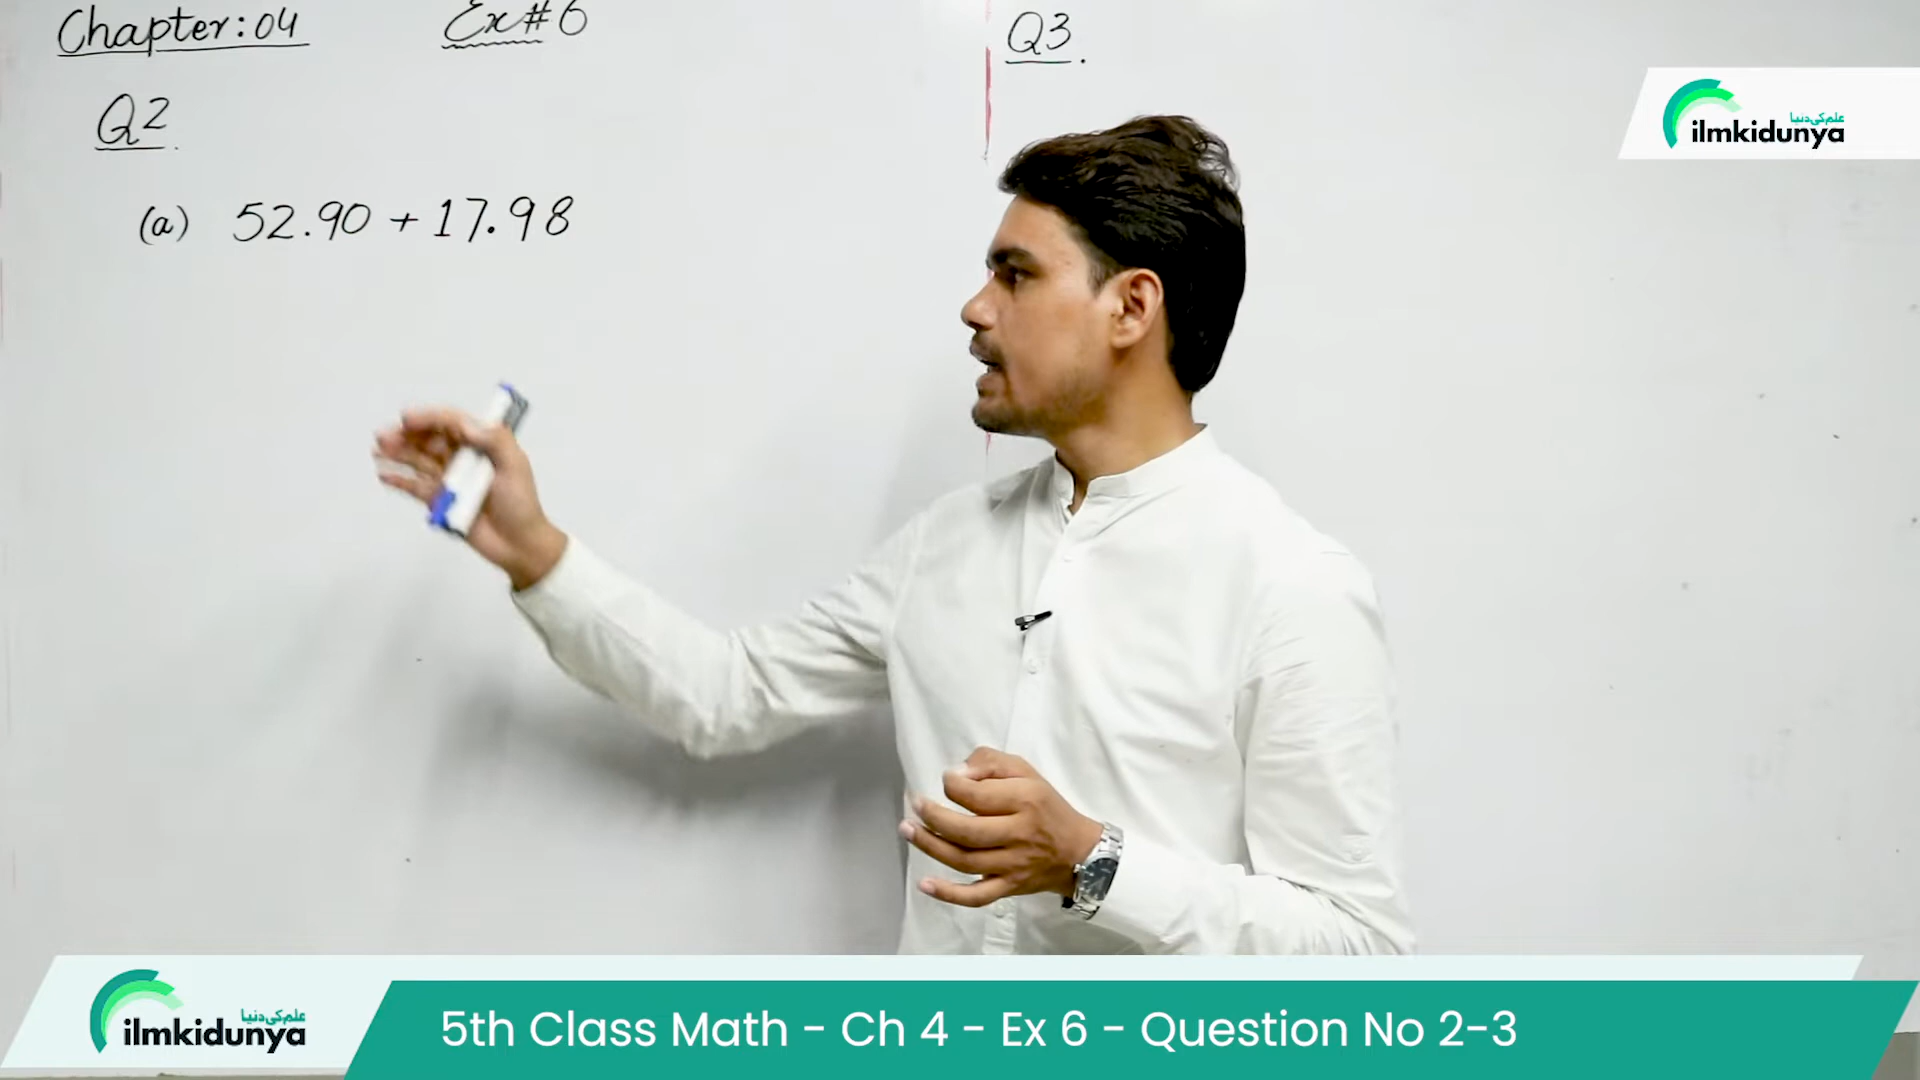 Chapter: 04 Ex # 6
Q2.
(a) 52.90 + 17.98
Q3.
علم کی دنیا
ilmkidunya
علم کی دنیا
ilmkidunya
5th Class Math - Ch 4 - Ex 6 - Question No 2-3